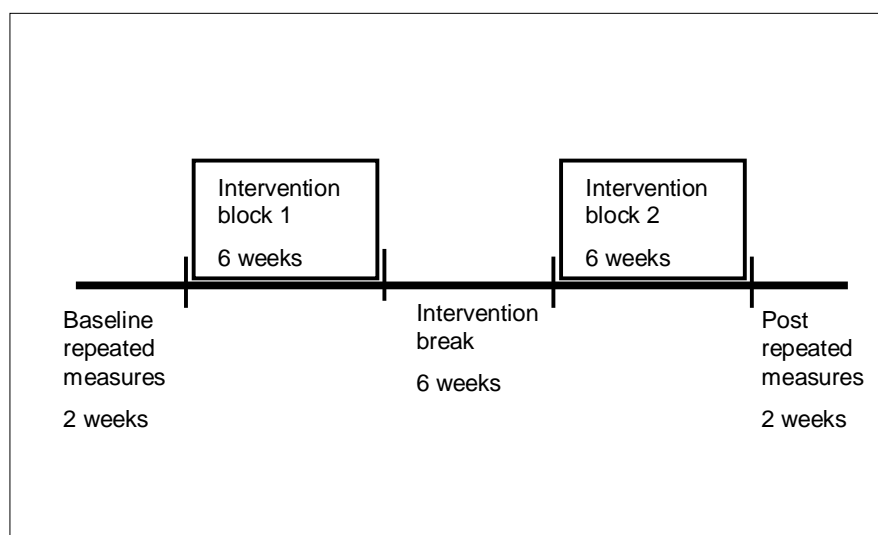 Intervention
block 1
6 weeks
Intervention
block 2
6 weeks
Baseline
repeated
measures
2 weeks
Intervention
break
6 weeks
Post
repeated
measures
2 weeks